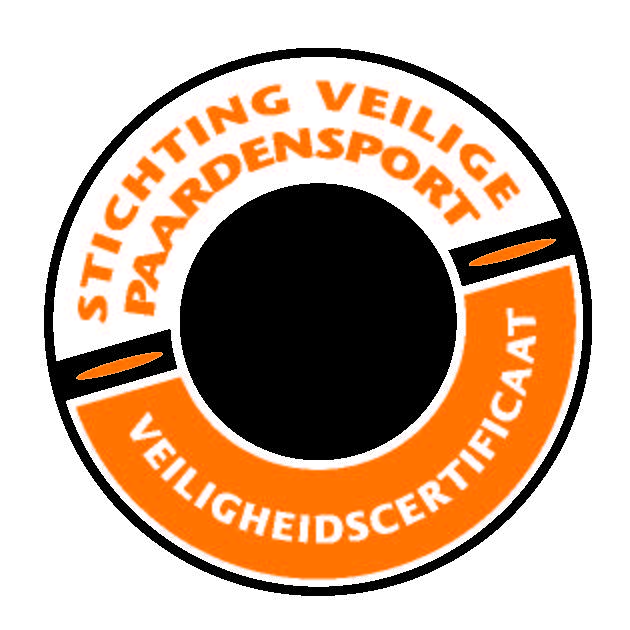 STICHTING VEILIGE
PAARDENSPORT
VEILIGHEIDSCERTIFICAAT